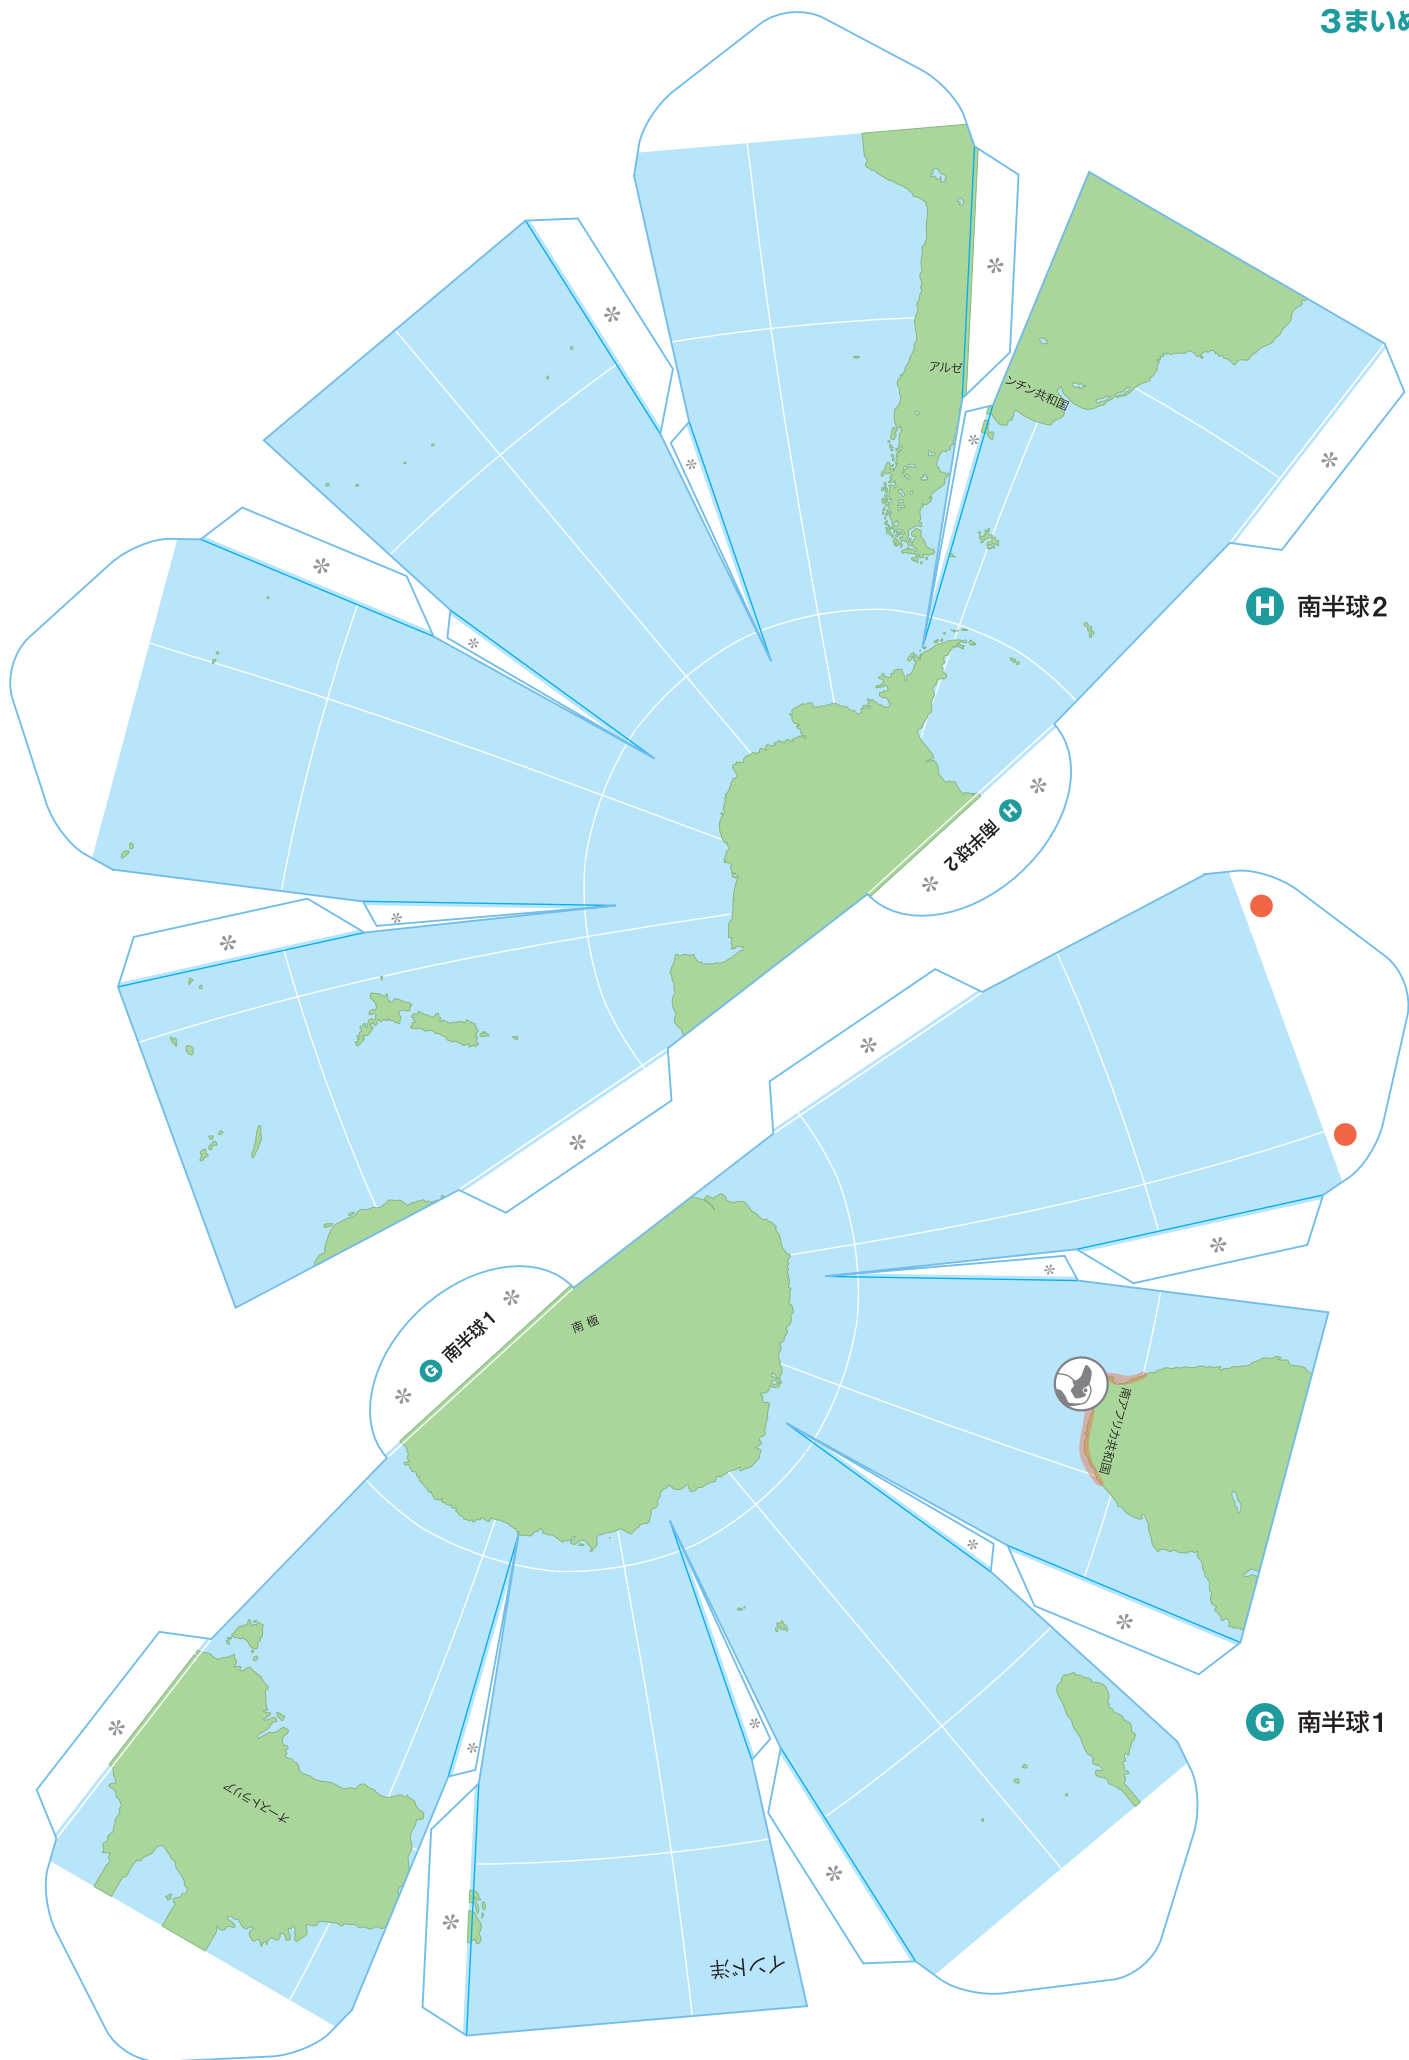 3まいめ
アルゼ
ンチン共和国
H 南半球2
H 南半球2
G 南半球1
南極
南アフリカ共和国
G 南半球1
オーストラリア
インド洋